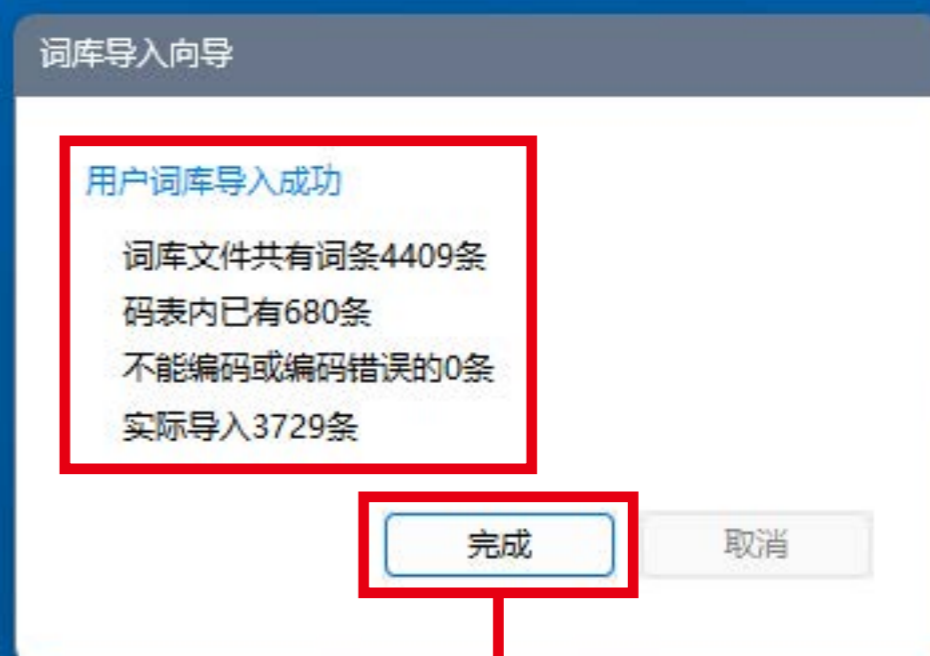 词库导入向导
用户词库导入成功
词库文件共有词条4409条
码表内已有680条
不能编码或编码错误的0条
实际导入3729条
完成
取消